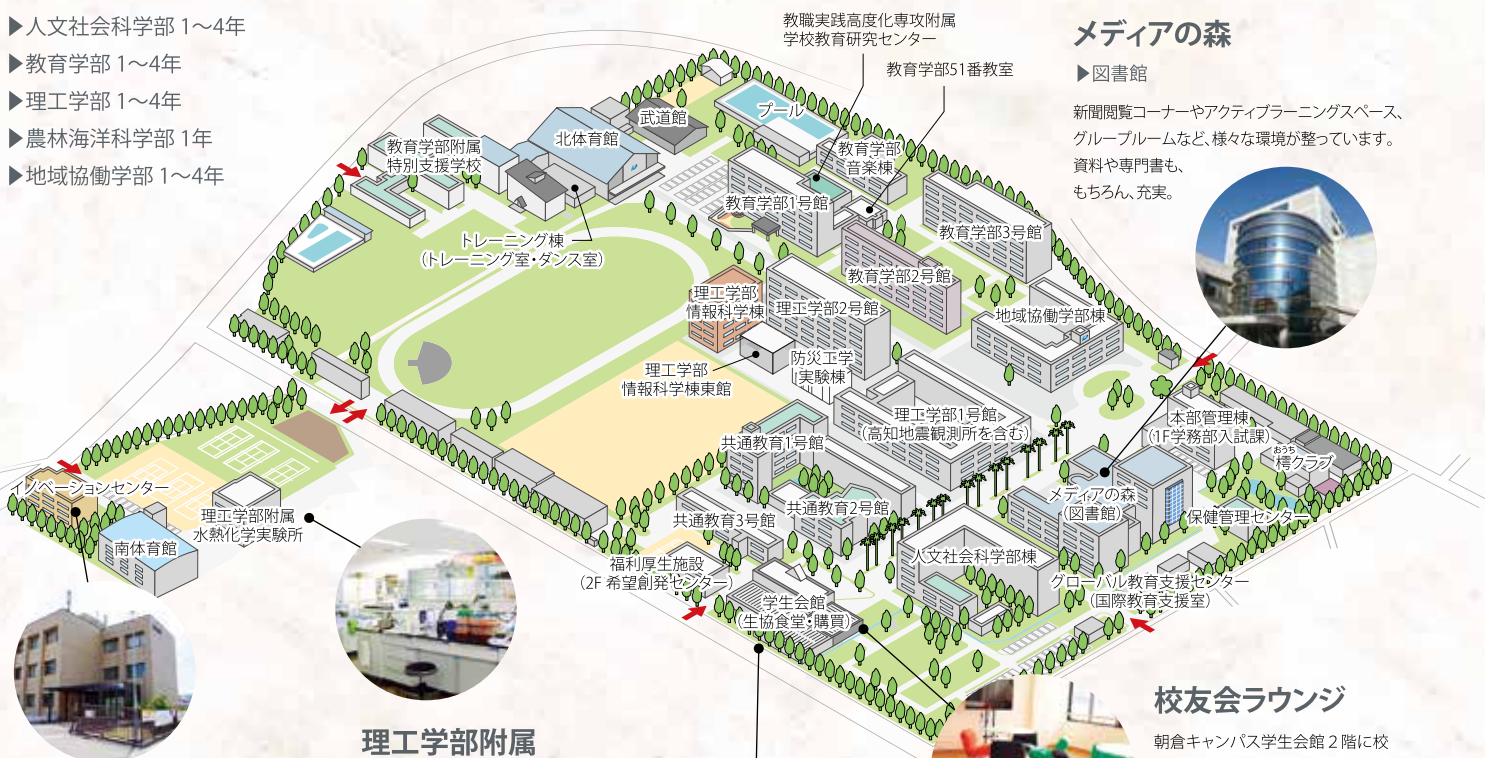 ▶人文社会科学部 1〜4年
▶教育学部 1〜4年
▶理工学部 1〜4年
▶農林海洋科学部 1年
▶地域協働学部 1〜4年
教職実践高度化専攻附属
学校教育研究センター
教育学部51番教室
メディアの森
▶図書館
新聞閲覧コーナーやアクティブラーニングスペース、
グループルームなど、様々な環境が整っています。
資料や専門書も、
もちろん、充実。
プール
武道館
北体育館
教育学部附属
特別支援学校
教育学部
音楽棟
教育学部1号館
教育学部3号館
トレーニング棟
(トレーニング室・ダンス室)
教育学部2号館
理工学部
情報科学棟
理工学部2号館
地域協働学部棟
防災工学
実験棟
理工学部
情報科学棟東館
理工学部1号館
(高知地震観測所を含む)
本部管理棟
(1F学務部入試課)
おうち
樗クラブ
共通教育1号館
イノベーションセンター
メディアの森
(図書館)
共通教育2号館
保健管理センター
理工学部附属
水熱化学実験所
共通教育3号館
南体育館
人文社会科学部棟
福利厚生施設
(2F 希望創発センター)
グローバル教育支援センター
(国際教育支援室)
学生会館
(生協食堂・購買)
校友会ラウンジ
朝倉キャンパス学生会館2階に校
理工学部附属